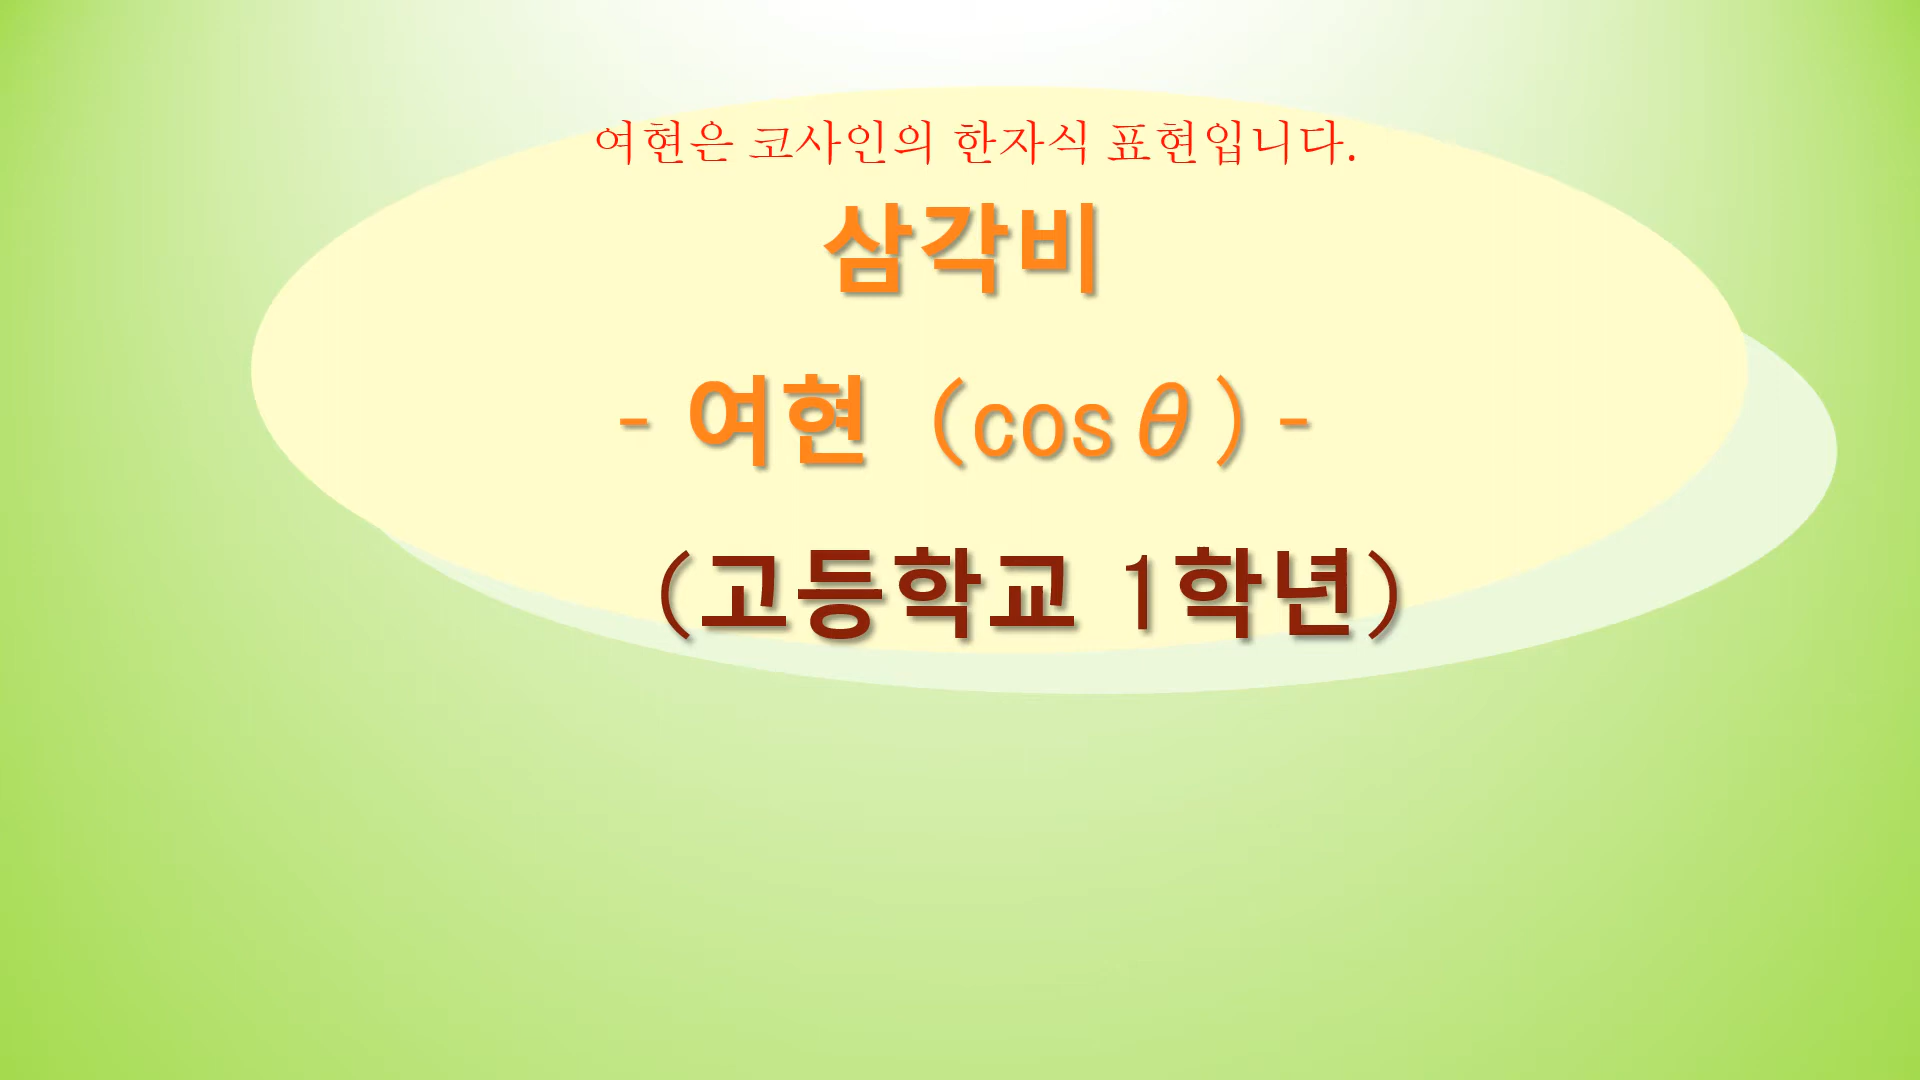 여현은 코사인의 한자식 표현입니다.
삼각비
- 여현 (cosθ) -
(고등학교 1학년)